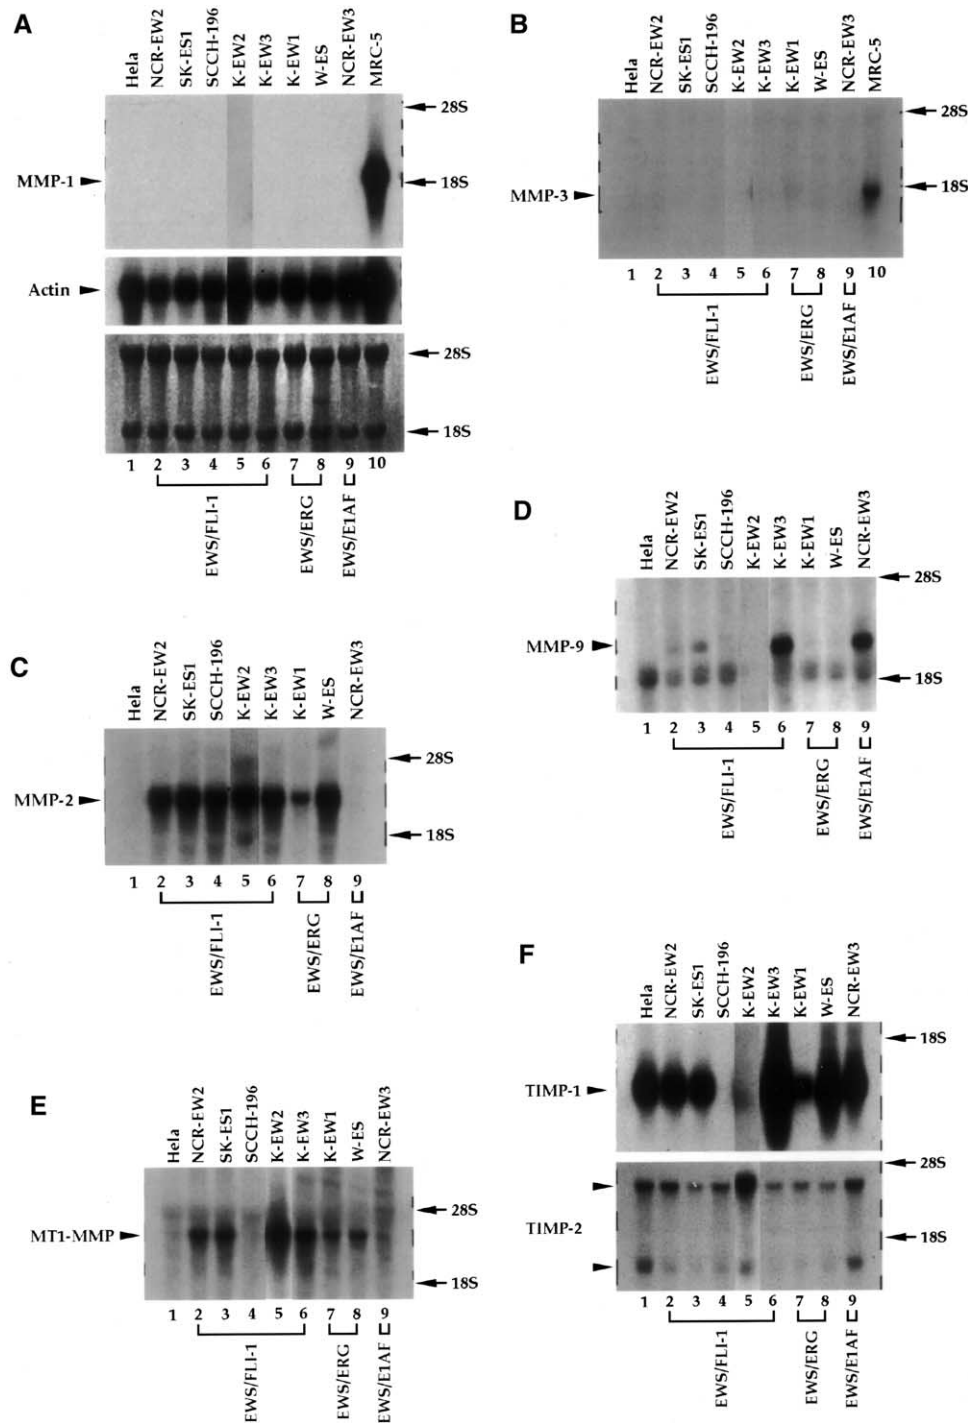 A
Hela
NCR-EW2
SK-ES1
SCCH-196
K-EW2
K-EW3
K-EW1
W-ES
NCR-EW3
MRC-5
28S
MMP-1
18S
Actin
28S
18S
1 2 3 4 5 6 7 8 9 10
EWS/FLI-1
EWS/ERG
EWS/E1AF
B
Hela
NCR-EW2
SK-ES1
SCCH-196
K-EW2
K-EW3
K-EW1
W-ES
NCR-EW3
MRC-5
28S
18S
MMP-3
1 2 3 4 5 6 7 8 9 10
EWS/FLI-1
EWS/ERG
EWS/E1AF
C
Hela
NCR-EW2
SK-ES1
SCCH-196
K-EW2
K-EW3
K-EW1
W-ES
NCR-EW3
28S
MMP-2
18S
1 2 3 4 5 6 7 8 9
EWS/FLI-1
EWS/ERG
EWS/E1AF
D
Hela
NCR-EW2
SK-ES1
SCCH-196
K-EW2
K-EW3
K-EW1
W-ES
NCR-EW3
28S
MMP-9
18S
1 2 3 4 5 6 7 8 9
EWS/FLI-1
EWS/ERG
EWS/E1AF
E
Hela
NCR-EW2
SK-ES1
SCCH-196
K-EW2
K-EW3
K-EW1
W-ES
NCR-EW3
28S
MT1-MMP
18S
1 2 3 4 5 6 7 8 9
EWS/FLI-1
EWS/ERG
EWS/E1AF
F
Hela
NCR-EW2
SK-ES1
SCCH-196
K-EW2
K-EW3
K-EW1
W-ES
NCR-EW3
18S
TIMP-1
28S
TIMP-2
18S
1 2 3 4 5 6 7 8 9
EWS/FLI-1
EWS/ERG
EWS/E1AF